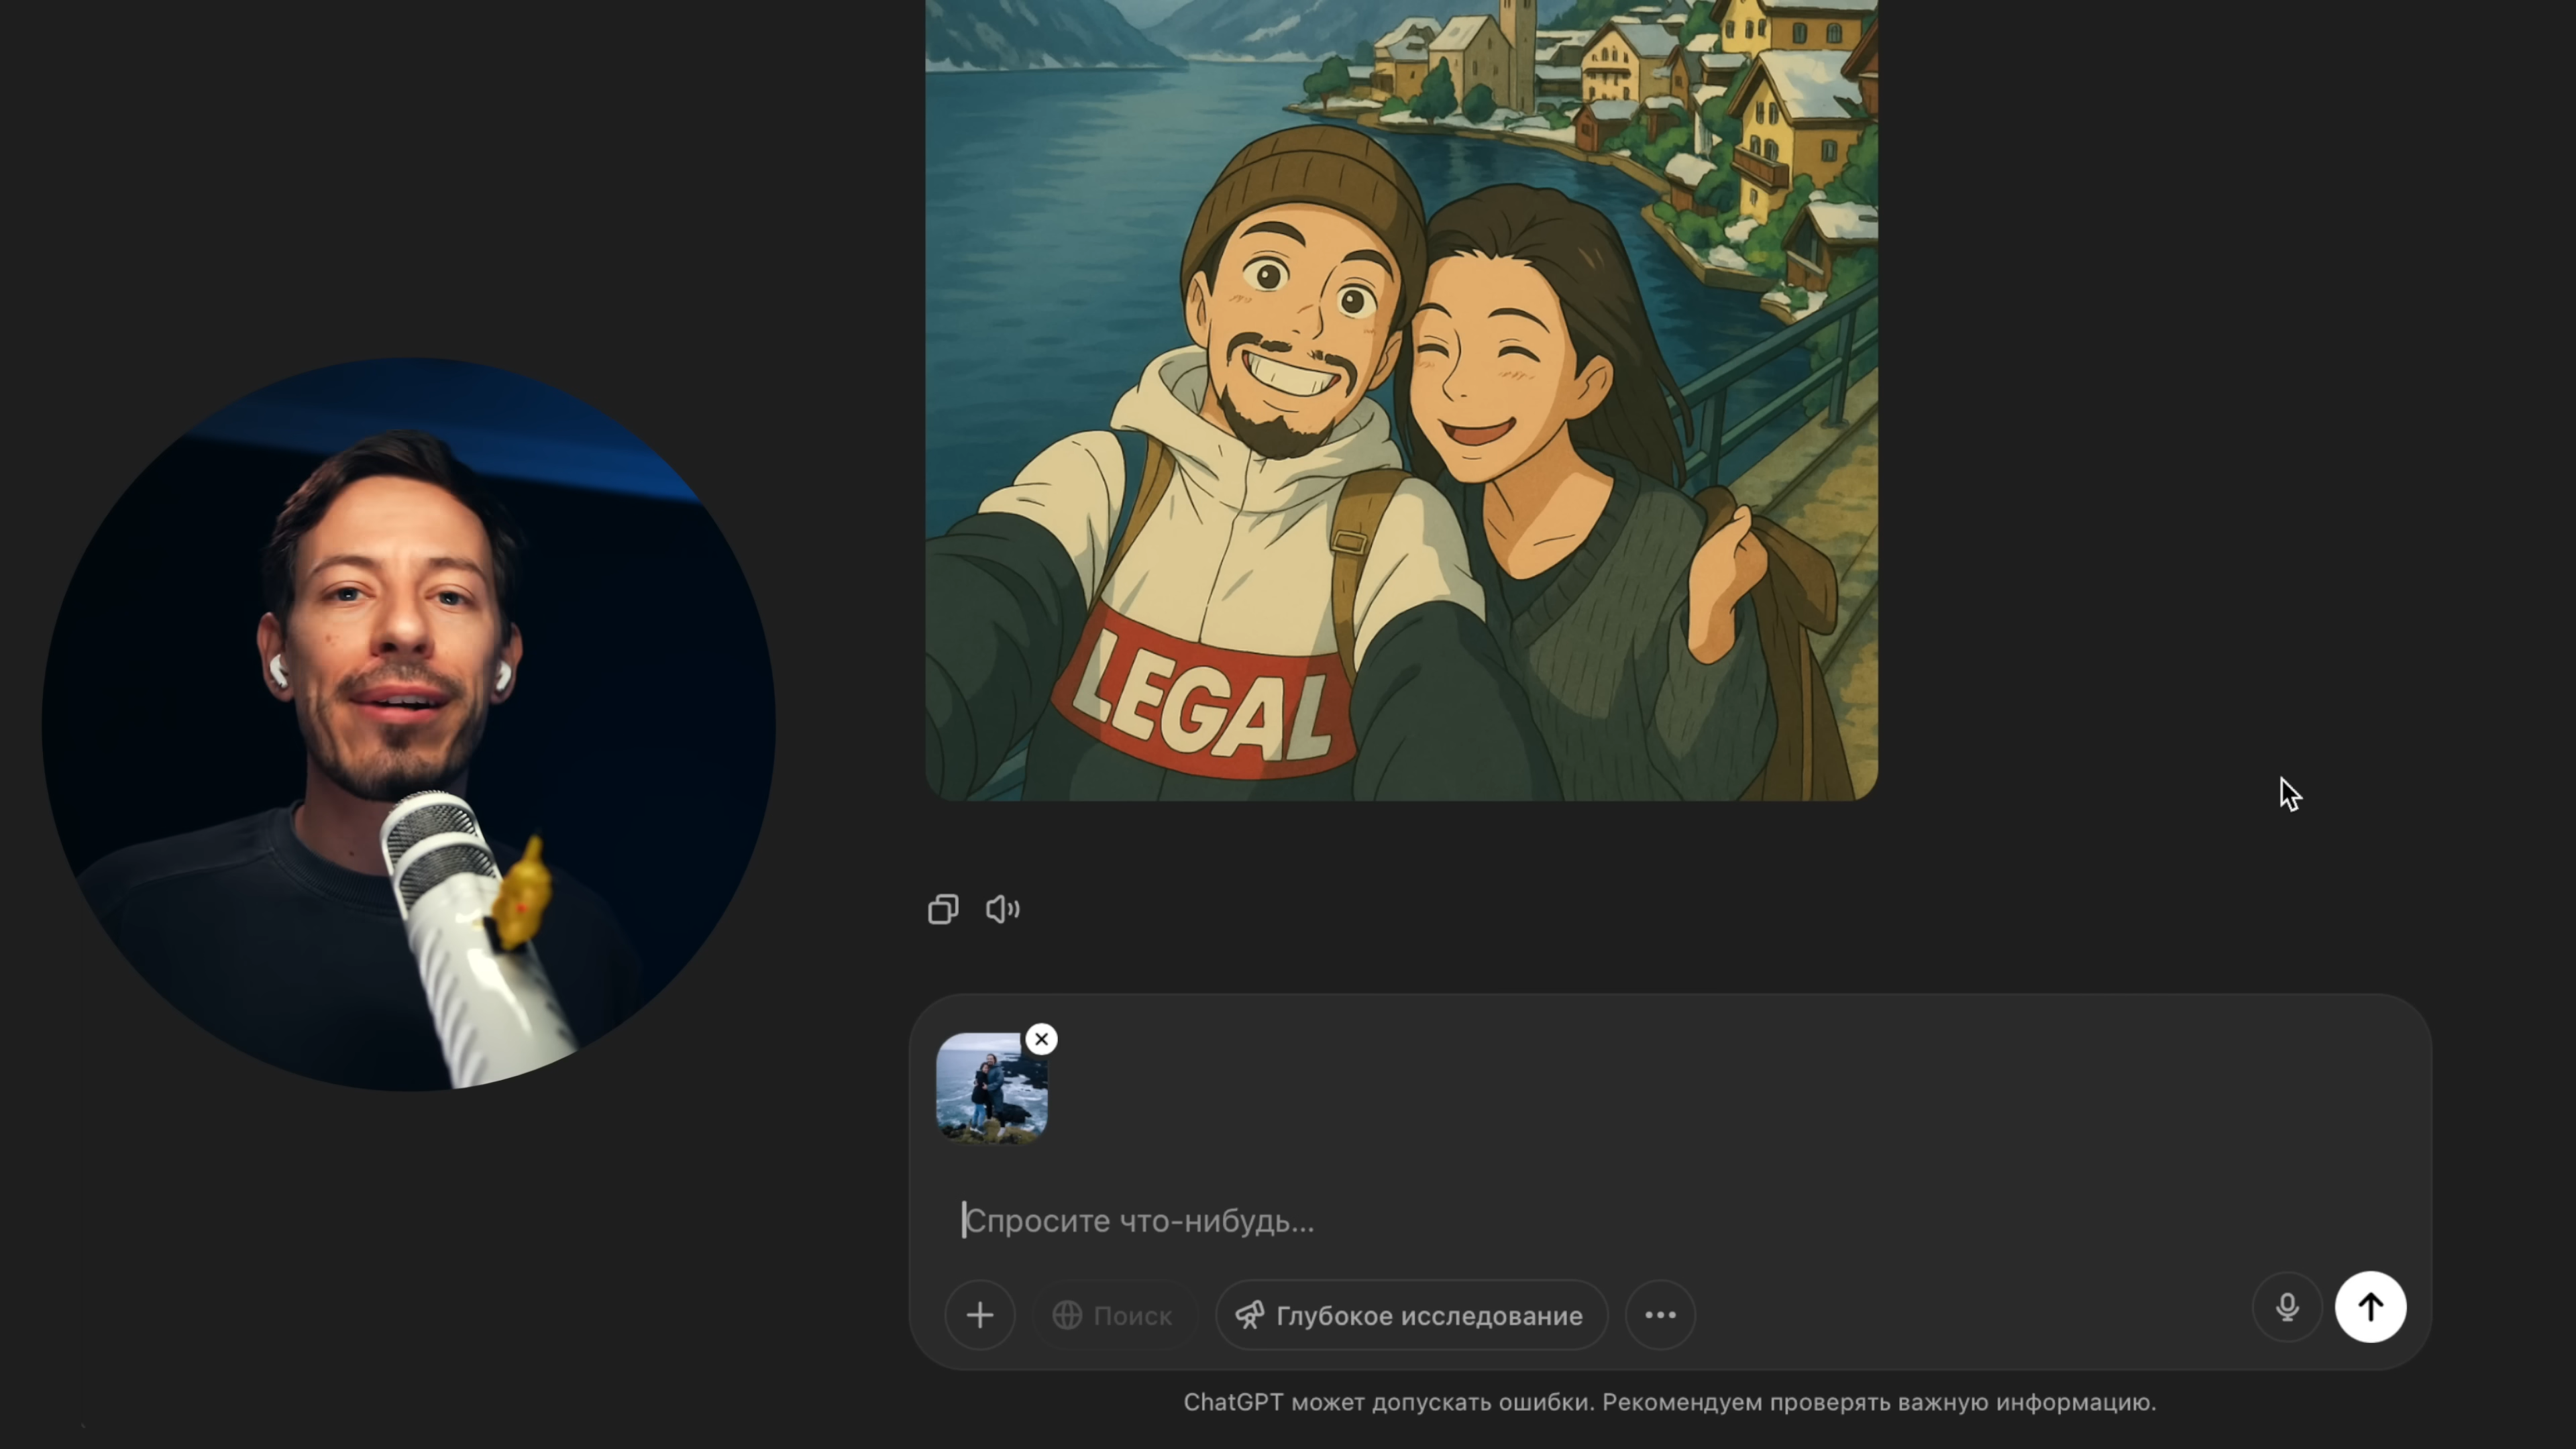 LEGAL
Спросите что-нибудь...
Поиск
Глубокое исследование
ChatGPT может допускать ошибки. Рекомендуем проверять важную информацию.